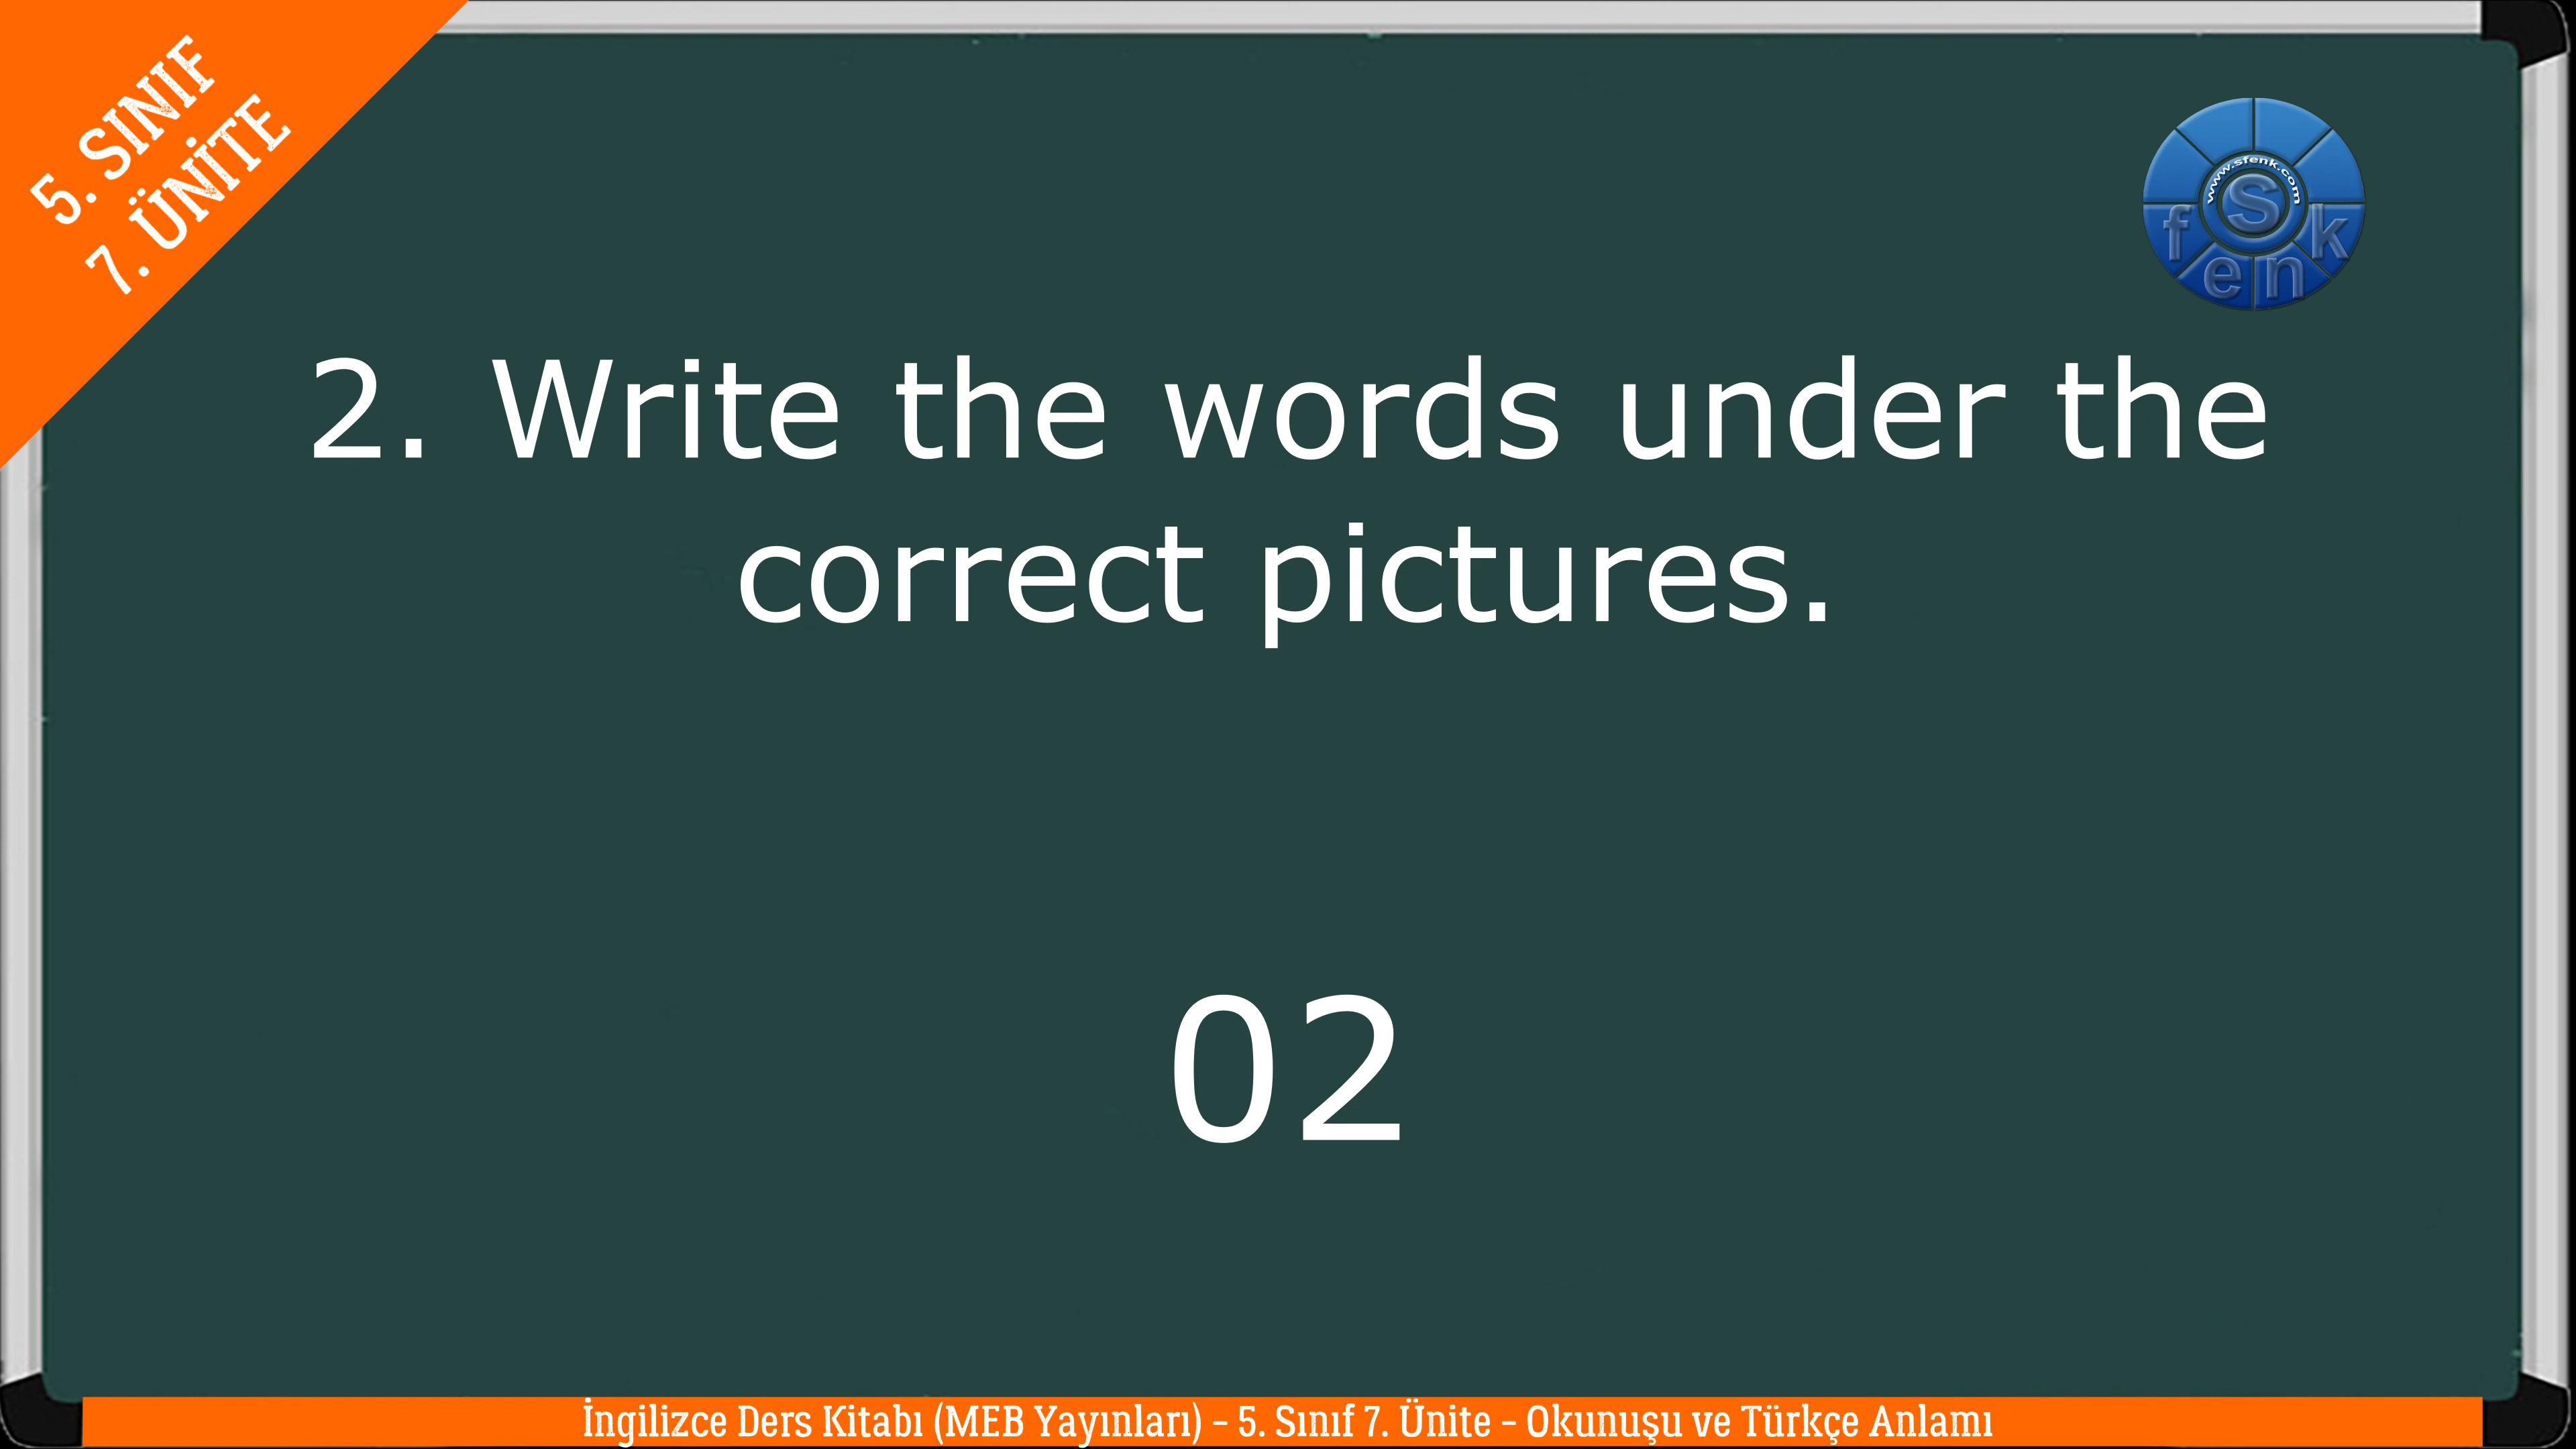 5. SINIF
7. ÜNİTE
www.sfenk.com
S
f e n k
2. Write the words under the
correct pictures.
02
İngilizce Ders Kitabı (MEB Yayınları) – 5. Sınıf 7. Ünite – Okunuşu ve Türkçe Anlamı